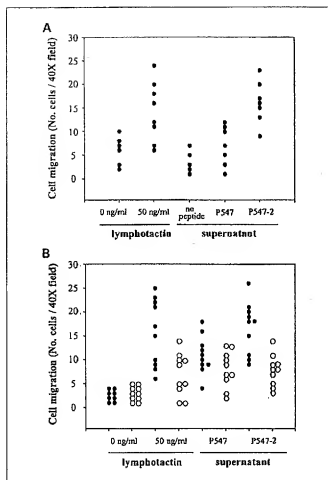 A
Cell migration (No. cells / 40X field)
30
25
20
15
10
5
0
0 ng/ml 50 ng/ml no peptide P547 P547-2
lymphotactin supernatant
B
Cell migration (No. cells / 40X field)
30
25
20
15
10
5
0
0 ng/ml 50 ng/ml P547 P547-2
lymphotactin supernatant